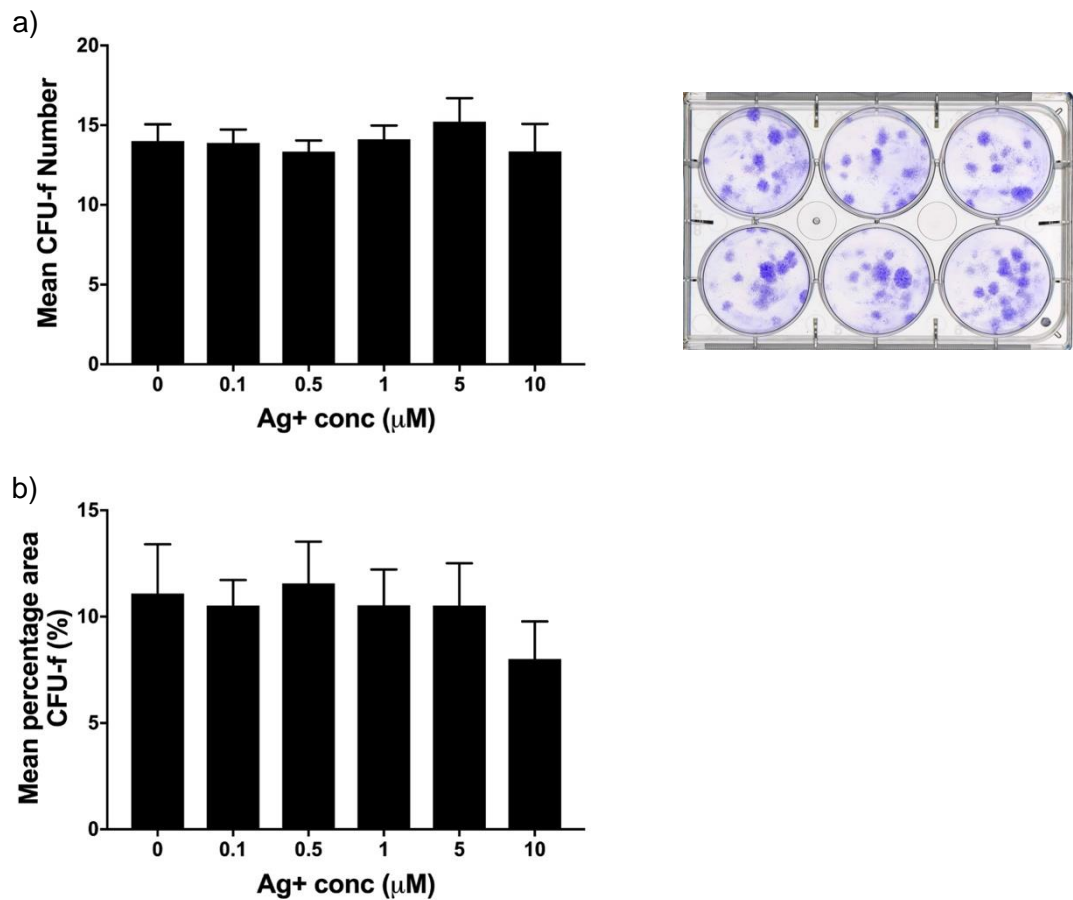 a)
Mean CFU-f Number
20
15
10
5
0
0 0.1 0.5 1 5 10
Ag+ conc (μM)
b)
Mean percentage area
CFU-f (%)
15
10
5
0
0 0.1 0.5 1 5 10
Ag+ conc (μM)